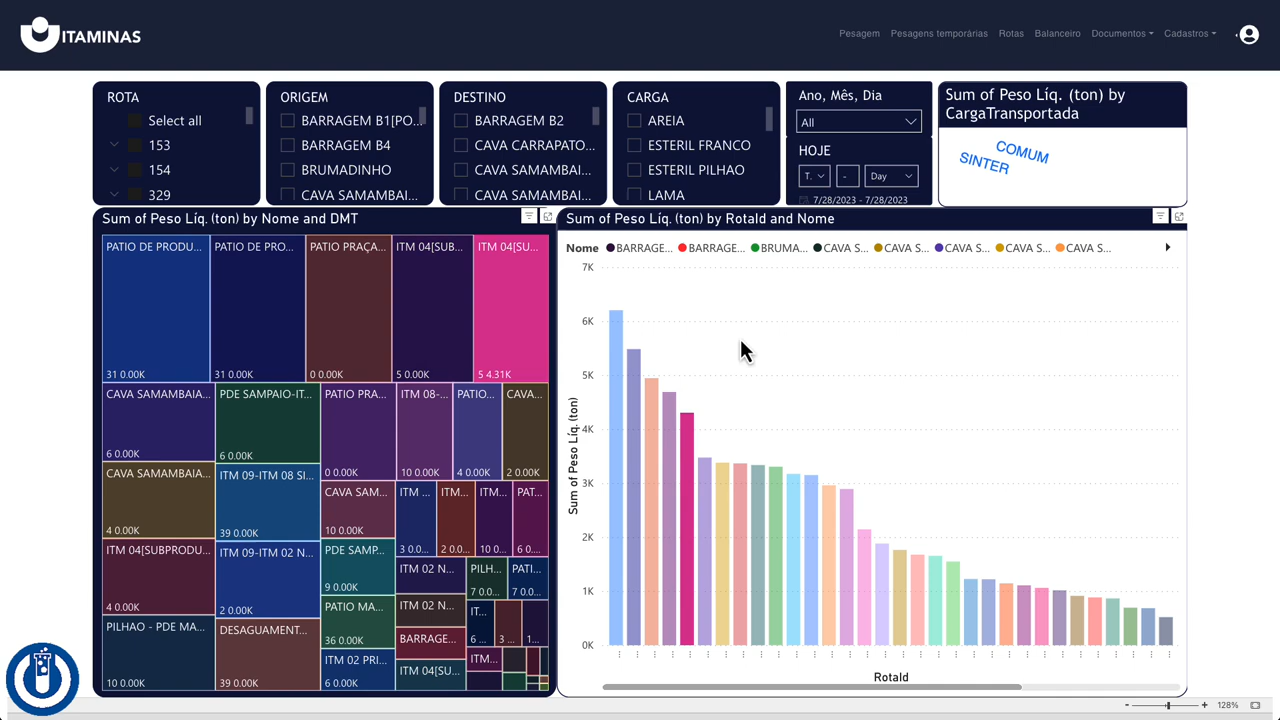 ITAMINAS
Pesagem Pesagens temporárias Rotas Balanceiro Documentos Cadastros
ROTA
Select all
153
154
329
ORIGEM
BARRAGEM B1[PO...
BARRAGEM B4
BRUMADINHO
CAVA SAMAMBAI...
DESTINO
BARRAGEM B2
CAVA CARRAPATO...
CAVA SAMAMBAI...
CAVA SAMAMBAI...
CARGA
AREIA
ESTERIL FRANCO
ESTERIL PILHAO
LAMA
Ano, Mês, Dia
All
HOJE
T. - Day
7/28/2023 - 7/28/2023
Sum of Peso Líq. (ton) by
CargaTransportada
COMUM
SINTER
Sum of Peso Líq. (ton) by Nome and DMT
PATIO DE PRODU...
31 0.00K
PATIO DE PRO...
31 0.00K
PATIO PRAÇA...
0 0.00K
ITM 04[SUB...
5 0.00K
ITM 04[SU...
5 4.31K
CAVA SAMAMBAIA...
6 0.00K
PDE SAMPAIO-IT...
6 0.00K
PATIO PRA...
0 0.00K
ITM 08-...
10 0.00K
PATIO...
4 0.00K
CAVA...
2 0.00K
CAVA SAMAMBAIA...
4 0.00K
ITM 09-ITM 08 SI...
39 0.00K
CAVA SAM...
10 0.00K
ITM ...
3 0.0...
ITM...
2 0.0...
ITM...
10 0...
PAT...
6 0....
ITM 04[SUBPRODU...
4 0.00K
ITM 09-ITM 02 N...
2 0.00K
PDE SAMP...
9 0.00K
ITM 02 N...
PILH...
7 0.0...
PATI...
7 0.0...
PATIO MA...
36 0.00K
ITM 02 N...
IT...
6 ...
3 ...
1...
PILHAO - PDE MA...
10 0.00K
DESAGUAMENT...
39 0.00K
BARRAGE...
ITM 02 PRI...
6 0.00K
ITM 04[SU...
ITM...
Sum of Peso Líq. (ton) by RotaId and Nome
Nome BARRAGE... BARRAGE... BRUMA... CAVA S... CAVA S... CAVA S... CAVA S... CAVA S...
7K
6K
5K
4K
3K
2K
1K
0K
Sum of Peso Líq. (ton)
RotaId
- + 128%